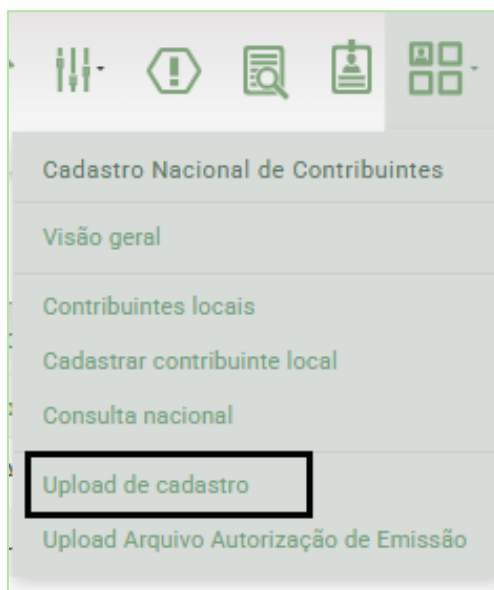 Cadastro Nacional de Contribuintes
Visão geral
Contribuintes locais
Cadastrar contribuinte local
Consulta nacional
Upload de cadastro
Upload Arquivo Autorização de Emissão